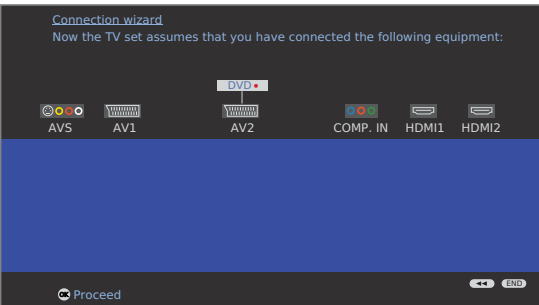 Connection wizard
Now the TV set assumes that you have connected the following equipment:
DVD
AVS AV1 AV2 COMP. IN HDMI1 HDMI2
END
OK Proceed